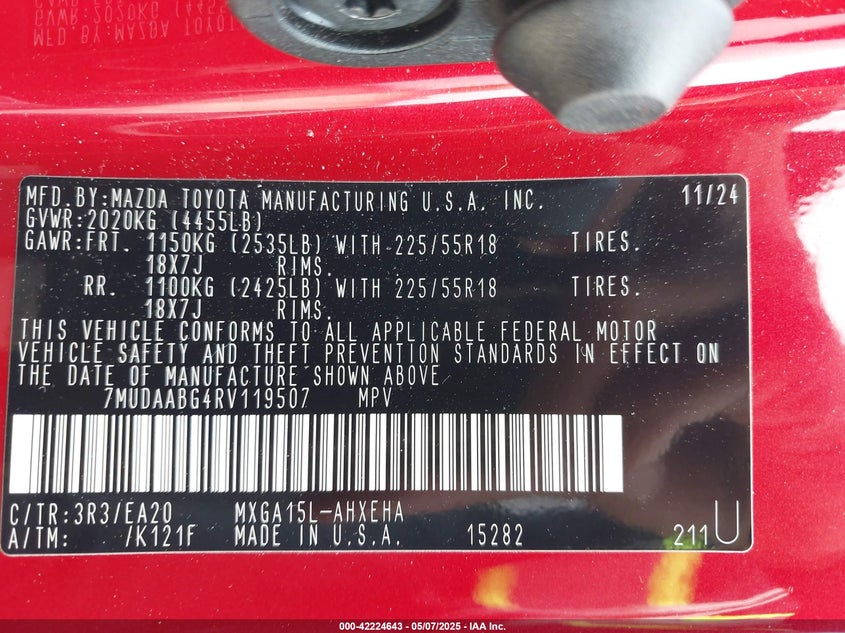 MFD.BY:MAZDA TOYOTA MANUFACTURING U.S.A. INC. 11/24
GVWR:2020KG (4455LB)
GAWR:FRT. 1150KG (2535LB) WITH 225/55R18 TIRES.
18X7J RIMS.
RR. 1100KG (2425LB) WITH 225/55R18 TIRES.
18X7J RIMS.
THIS VEHICLE CONFORMS TO ALL APPLICABLE FEDERAL MOTOR
VEHICLE SAFETY AND THEFT PREVENTION STANDARDS IN EFFECT ON
THE DATE OF MANUFACTURE SHOWN ABOVE
7MUDAABG4RV119507 MPV
C/TR:3R3/EA20 MXGA15L-AHXEHA
A/TM: /K121F MADE IN U.S.A. 15282 211U
000-42224643 - 05/07/2025 - IAA Inc.